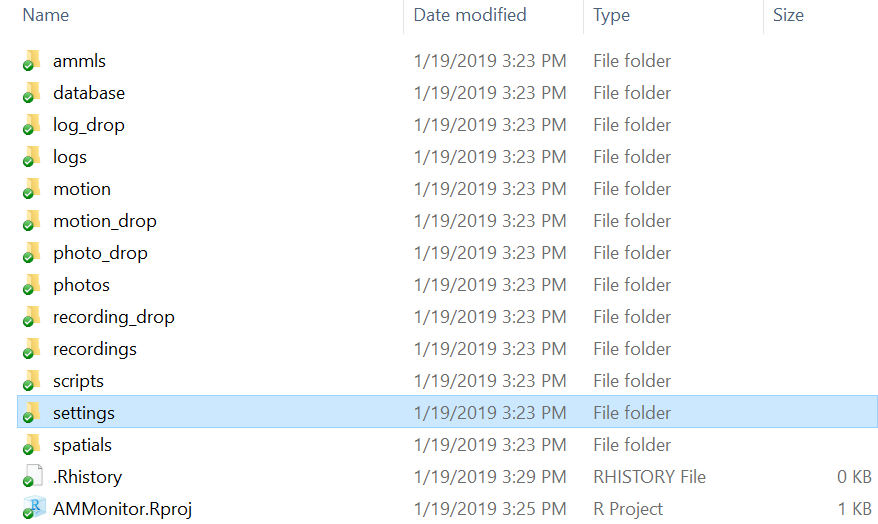 Name Date modified Type Size
ammls 1/19/2019 3:23 PM File folder
database 1/19/2019 3:23 PM File folder
log_drop 1/19/2019 3:23 PM File folder
logs 1/19/2019 3:23 PM File folder
motion 1/19/2019 3:23 PM File folder
motion_drop 1/19/2019 3:23 PM File folder
photo_drop 1/19/2019 3:23 PM File folder
photos 1/19/2019 3:23 PM File folder
recording_drop 1/19/2019 3:23 PM File folder
recordings 1/19/2019 3:23 PM File folder
scripts 1/19/2019 3:23 PM File folder
settings 1/19/2019 3:23 PM File folder
spatials 1/19/2019 3:23 PM File folder
.Rhistory 1/19/2019 3:29 PM RHISTORY File 0 KB
R AMMonitor.Rproj 1/19/2019 3:25 PM R Project 1 KB